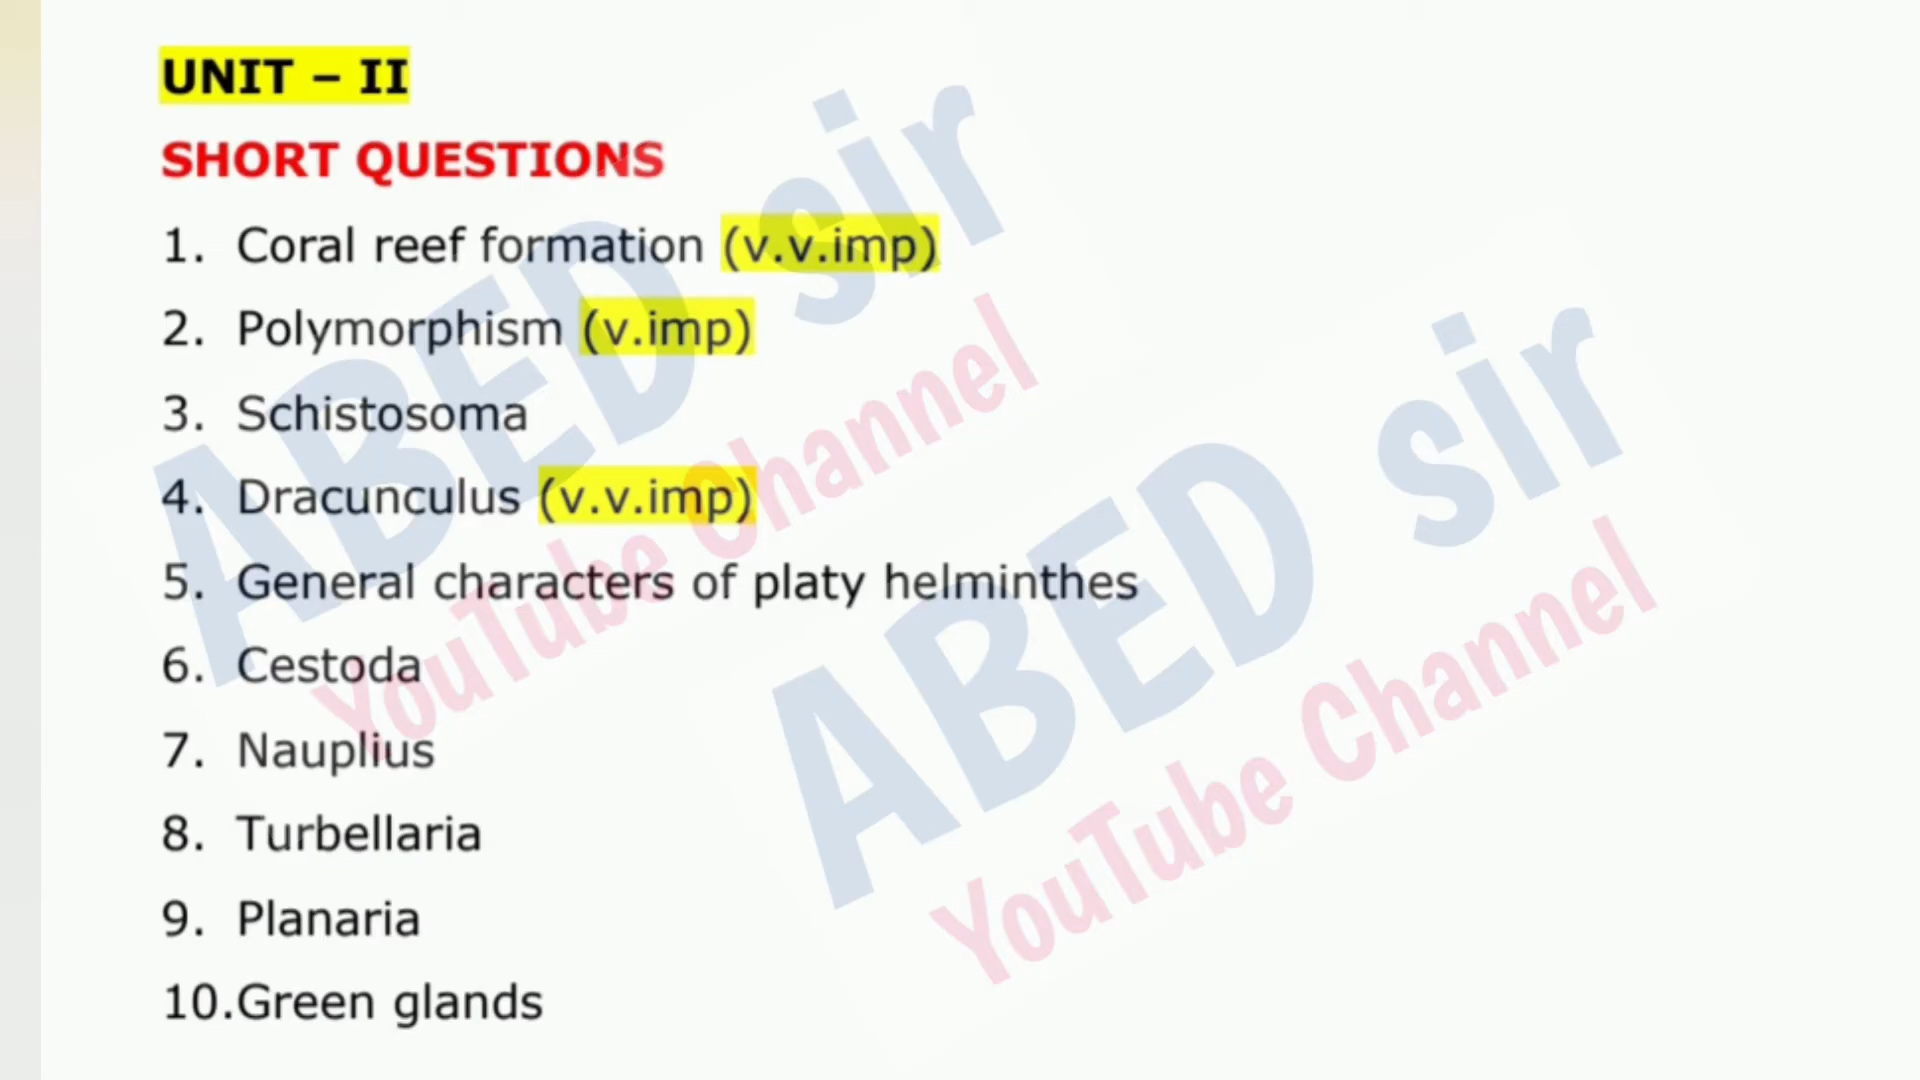 UNIT – II
SHORT QUESTIONS
1. Coral reef formation (v.v.imp)
2. Polymorphism (v.imp)
3. Schistosoma
4. Dracunculus (v.v.imp)
5. General characters of platy helminthes
6. Cestoda
7. Nauplius
8. Turbellaria
9. Planaria
10.Green glands
ABED sir
YouTube Channel
ABED sir
YouTube Channel